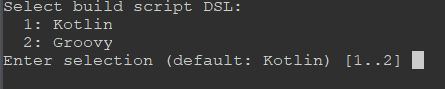 Select build script DSL:
  1: Kotlin
  2: Groovy
Enter selection (default: Kotlin) [1..2]